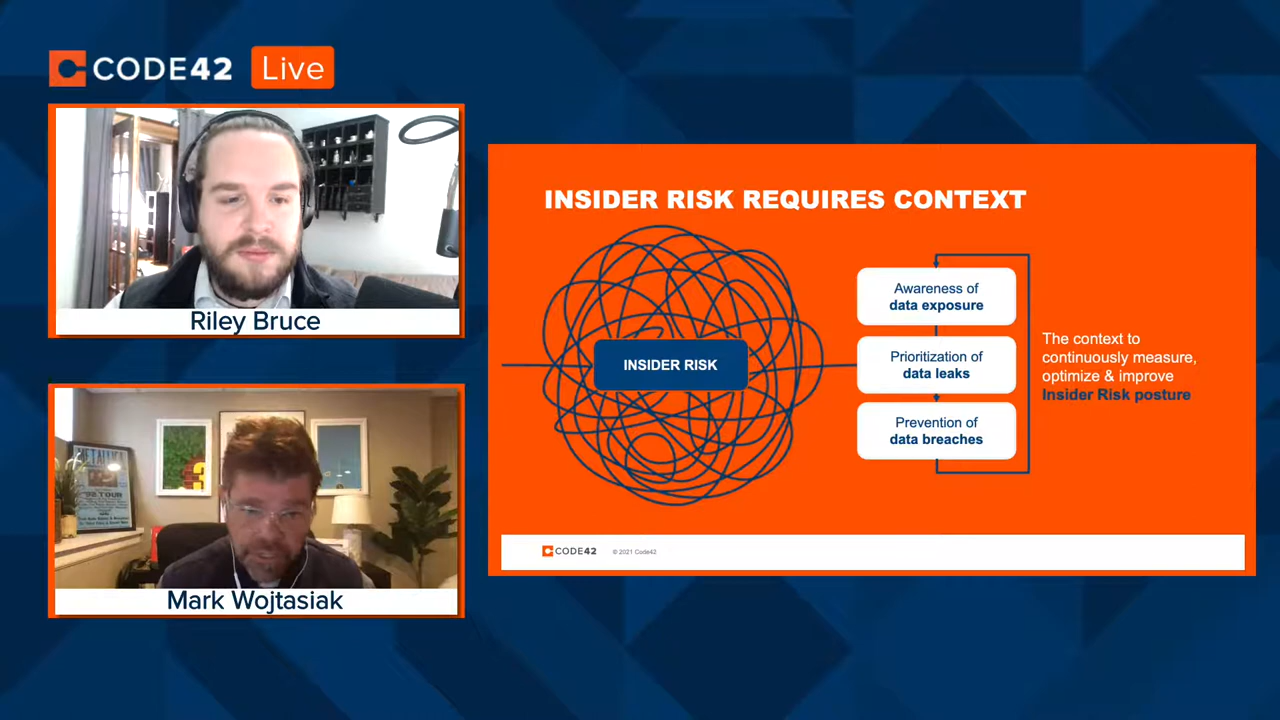 CODE42 Live
Riley Bruce
Mark Wojtasiak
INSIDER RISK REQUIRES CONTEXT
INSIDER RISK
Awareness of
data exposure
Prioritization of
data leaks
Prevention of
data breaches
The context to
continuously measure,
optimize & improve
Insider Risk posture
CODE42 © 2021 Code42